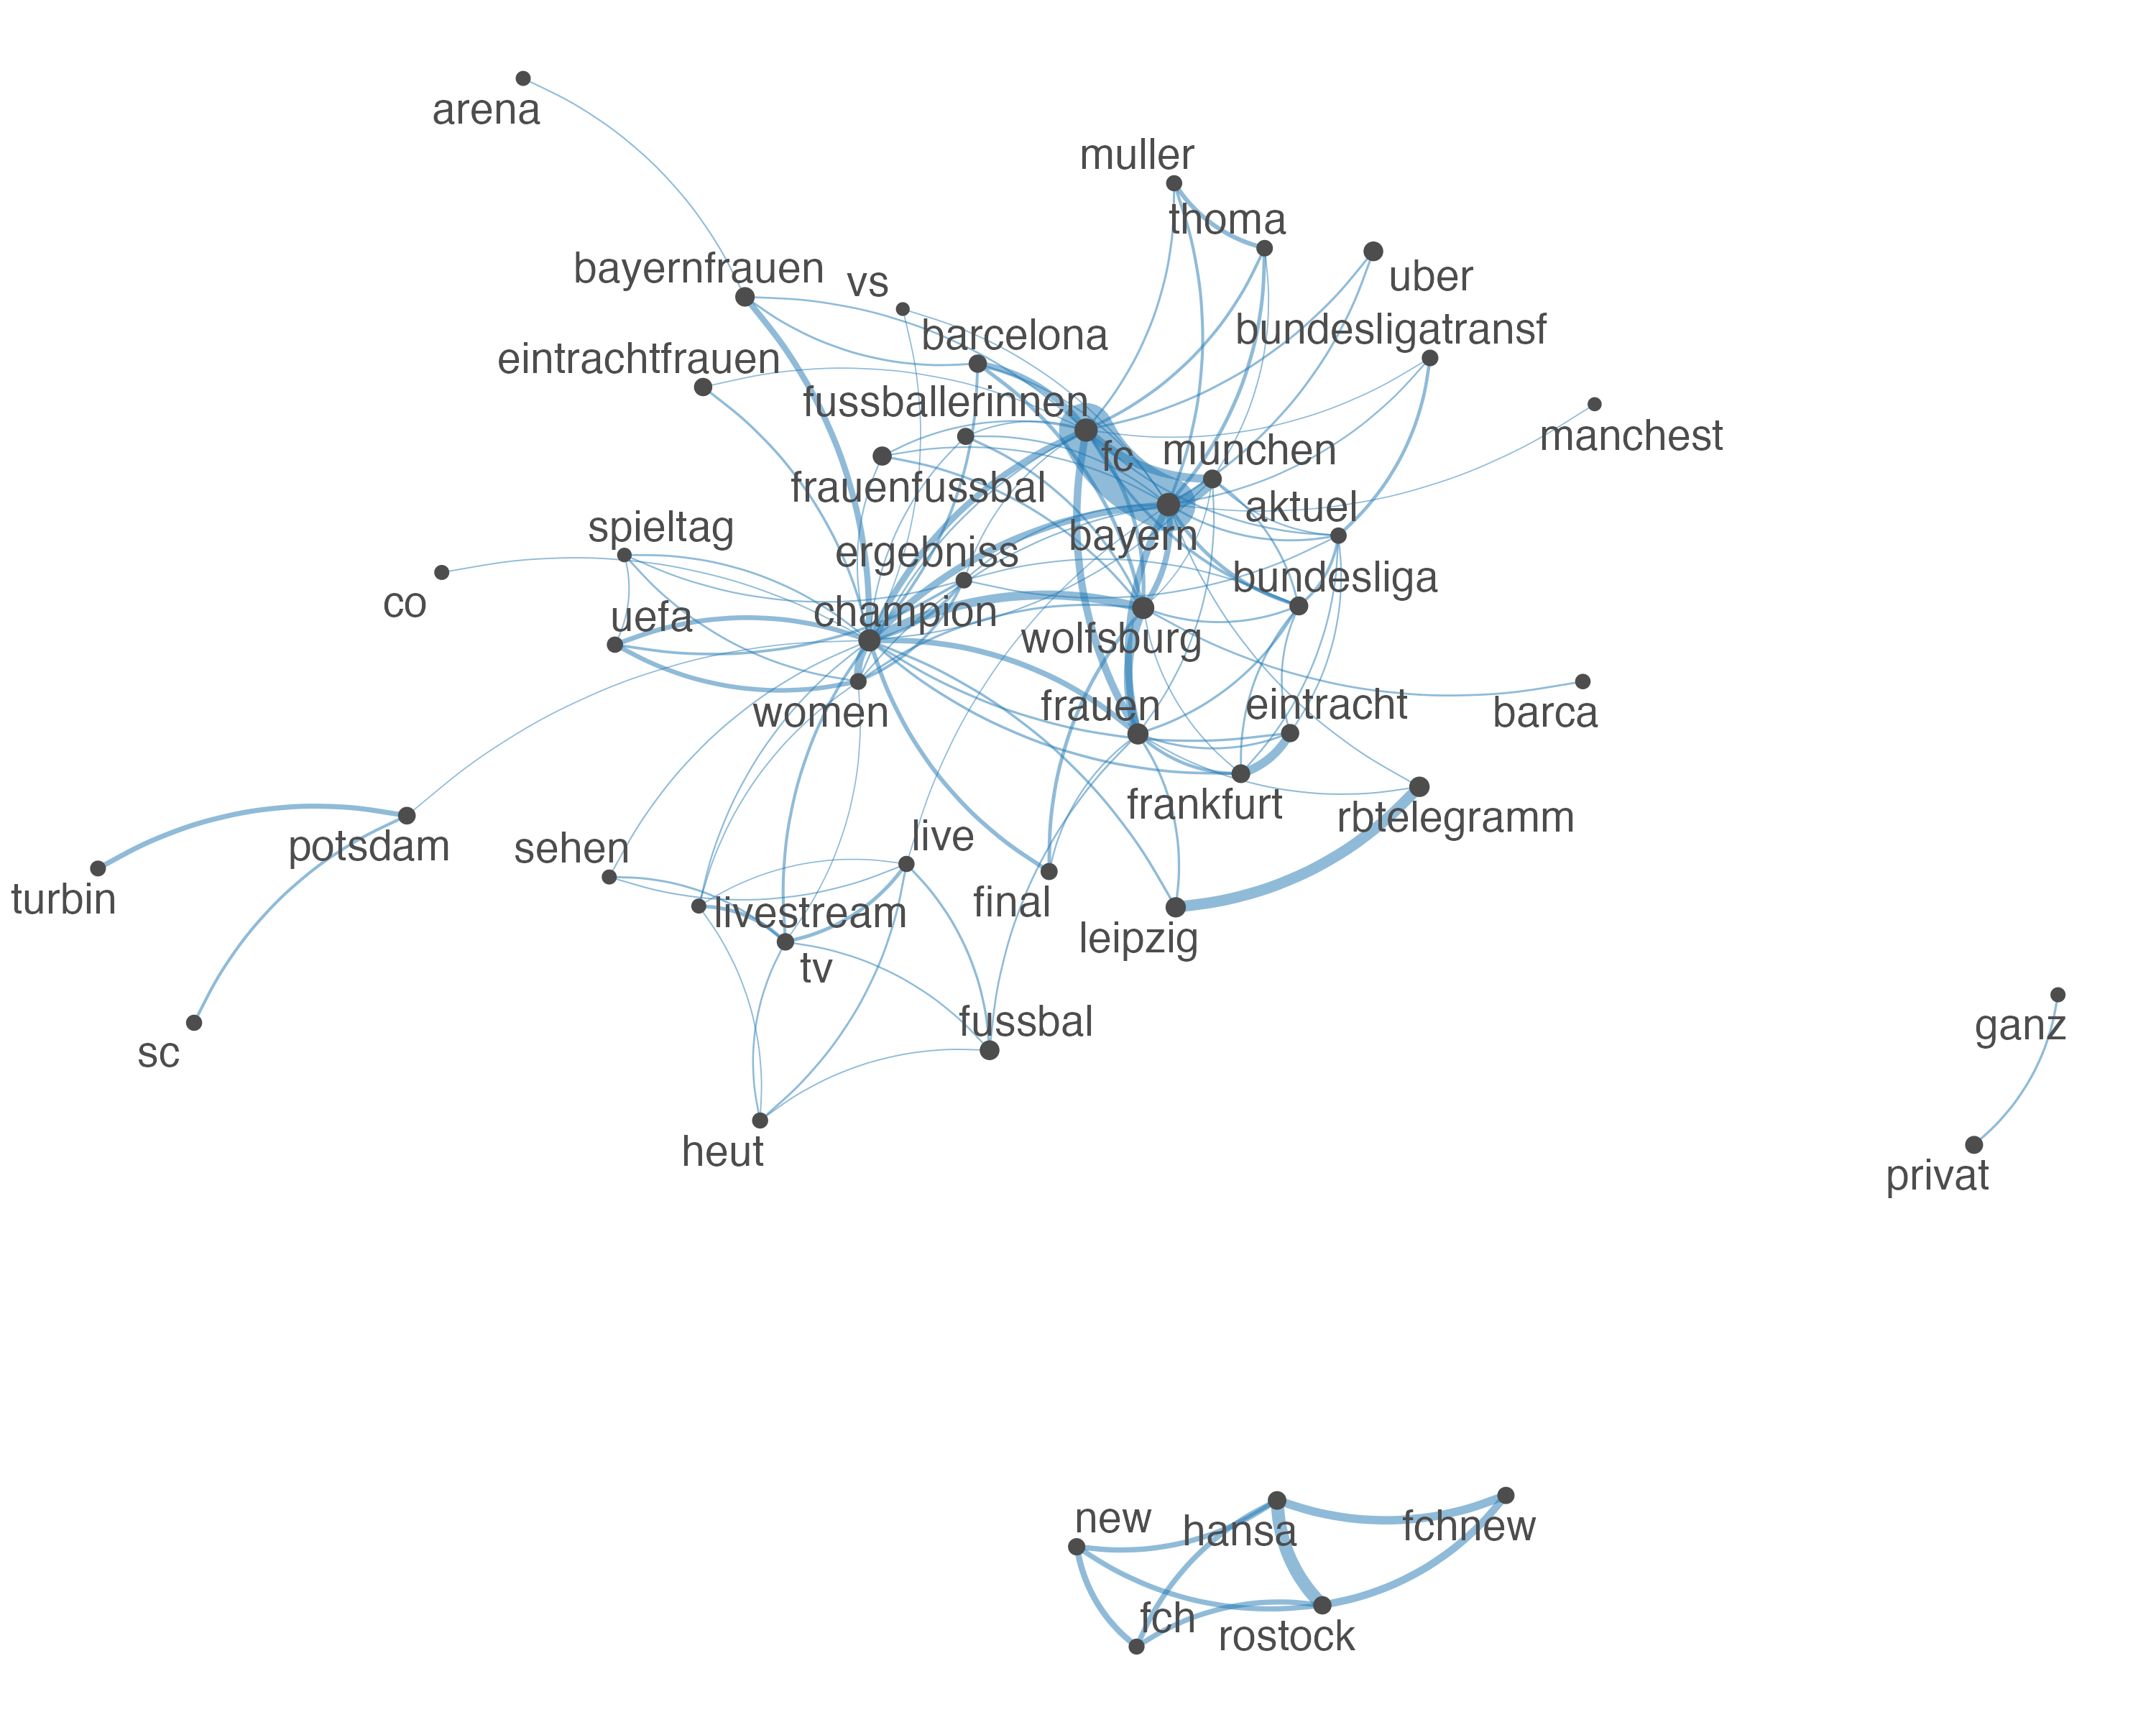 arena
muller
thoma
bayernfrauen
vs
uber
barcelona
bundesligatransf
eintrachtfrauen
fussballerinnen
manchest
fc
munchen
frauenfussbal
aktuel
spieltag
bayern
ergebniss
bundesliga
co
uefa
champion
wolfsburg
women
frauen
eintracht
barca
frankfurt
rbtelegramm
potsdam
sehen
live
turbin
livestream
final
leipzig
tv
fussbal
ganz
sc
heut
privat
new
hansa
fchnew
fch
rostock